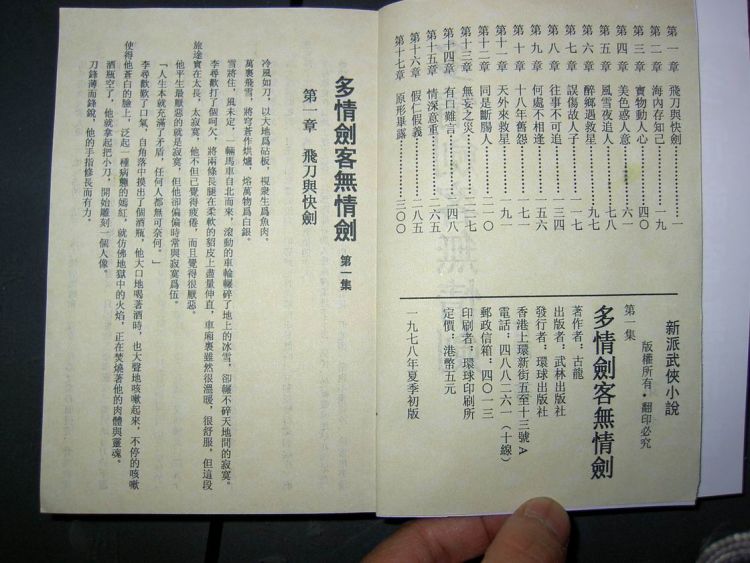 第一章 飛刀與快劍⋯⋯⋯⋯一
第二章 海內存知己⋯⋯⋯⋯一九
第三章 寶物動人心⋯⋯⋯⋯四〇
第四章 美色惑人意⋯⋯⋯⋯六一
第五章 風雪夜追人⋯⋯⋯⋯七八
第六章 醉鄉遇救星⋯⋯⋯⋯九七
第七章 誤傷故人子⋯⋯⋯⋯一一七
第八章 往事不可追⋯⋯⋯⋯一三四
第九章 何處不相逢⋯⋯⋯⋯一五六
第十章 十八年舊怨⋯⋯⋯⋯一七一
第十一章 天外來救星⋯⋯⋯⋯一九一
第十二章 同是斷腸人⋯⋯⋯⋯二一〇
第十三章 無妄之災⋯⋯⋯⋯二二七
第十四章 有口難言⋯⋯⋯⋯二四八
第十五章 情深意重⋯⋯⋯⋯二六五
第十六章 假仁假義⋯⋯⋯⋯二八五
第十七章 原形畢露⋯⋯⋯⋯三〇〇
新派武俠小說
版權所有•翻印必究
多情劍客無情劍
第一集
著作者：古龍
出版者：武林出版社
發行者：環球出版社
香港上環新街五至十三號A
電話：四八八二六一（十線）
郵政信箱：四〇一三
印刷者：環球印刷所
定價：港幣五元
一九七八年夏季初版
多情劍客無情劍 第一集
第一章 飛刀與快劍
冷風如刀，以大地爲砧板，視衆生爲魚肉。
萬裏飛雪，將穹蒼作烘爐，熔萬物爲白銀。
雪將住，風未定，一輛馬車自北而來，滾動的車輪輾碎了地上的冰雪，卻輾不碎天地間的寂寞。
李尋歡打了個呵欠，將兩條長腿在柔軟的貂皮上盡量伸直，車廂裏雖然很溫暖，很舒服，但這段
旅途實在太長，太寂寞，他不但已覺得疲倦，而且覺得很厭惡。
他平生最厭惡的就是寂寞，但他卻偏偏時常與寂寞爲伍。
「人生本就充滿了矛盾，任何人都無可奈何。」
李尋歡歎了口氣，自角落中摸出了個酒瓶，他大口地喝著酒時，也大聲地咳嗽起來，不停的咳嗽
使得他蒼白的臉上，泛起一種病態的嫣紅，就仿佛地獄中的火焰，正在焚燒著他的肉體與靈魂。
酒瓶空了，他就拿起把小刀，開始雕刻一個人像。
刀鋒薄而鋒銳，他的手指修長而有力。